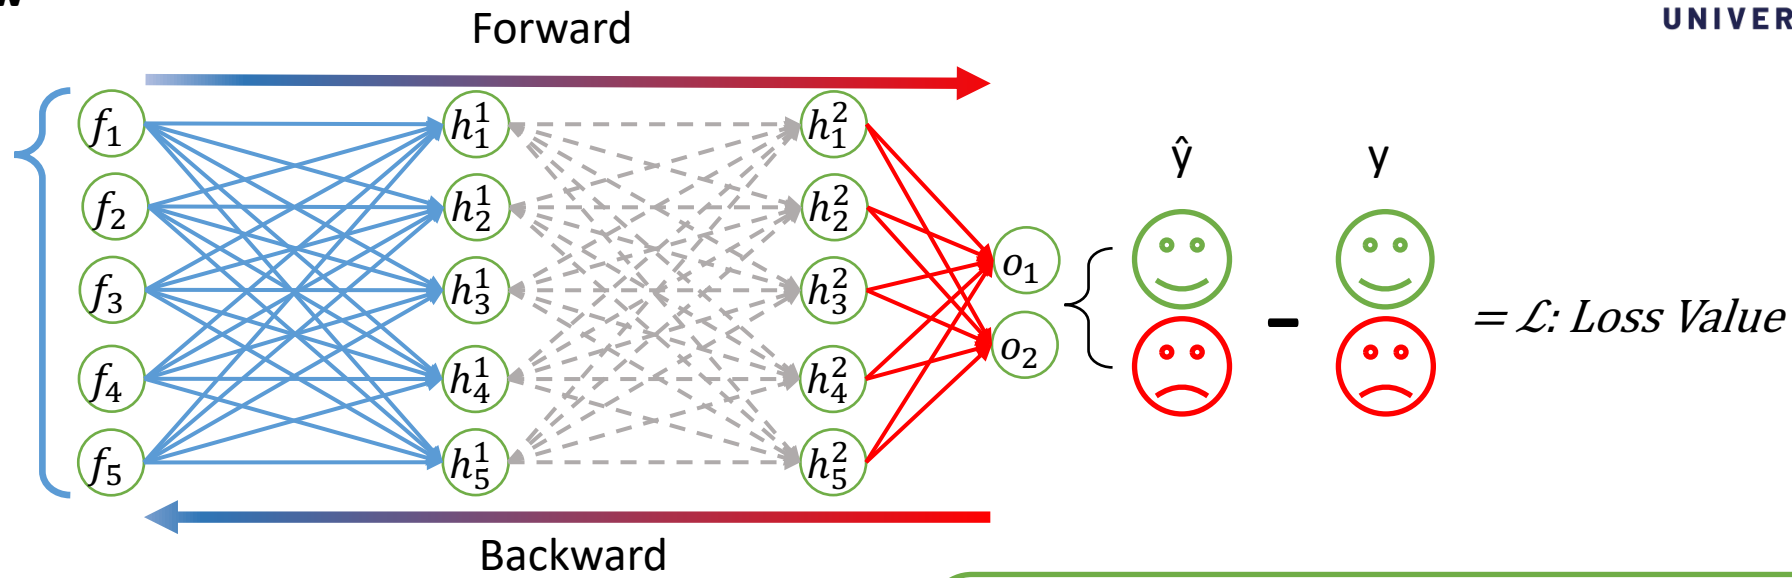 UNIVER
Forward
f₁ h₁¹ h₁²
f₂ h₂¹ h₂²
f₃ h₃¹ h₃²
f₄ h₄¹ h₄²
f₅ h₅¹ h₅²
o₁
o₂
ŷ y
-
= ℒ: Loss Value
Backward